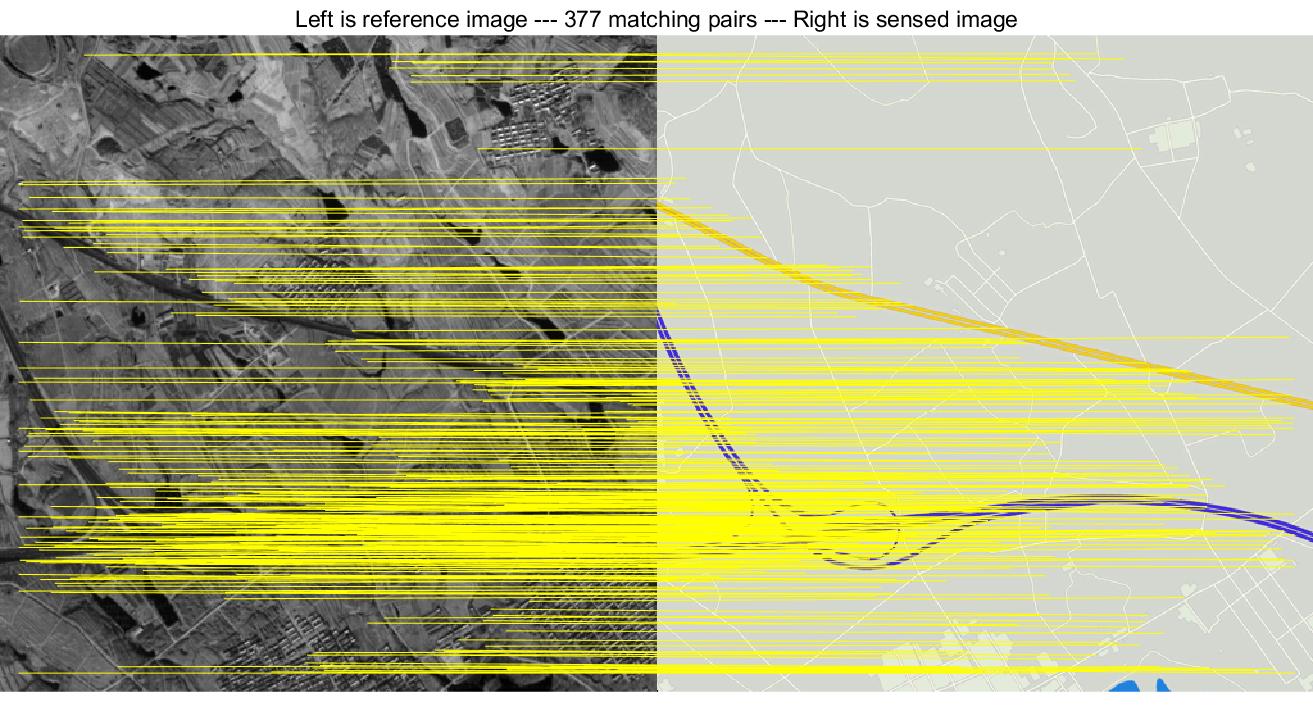 Left is reference image --- 377 matching pairs --- Right is sensed image